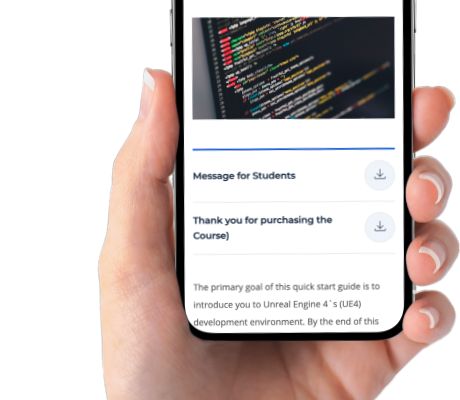 Message for Students
Thank you for purchasing the
Course)
The primary goal of this quick start guide is to
introduce you to Unreal Engine 4`s (UE4)
development environment. By the end of this